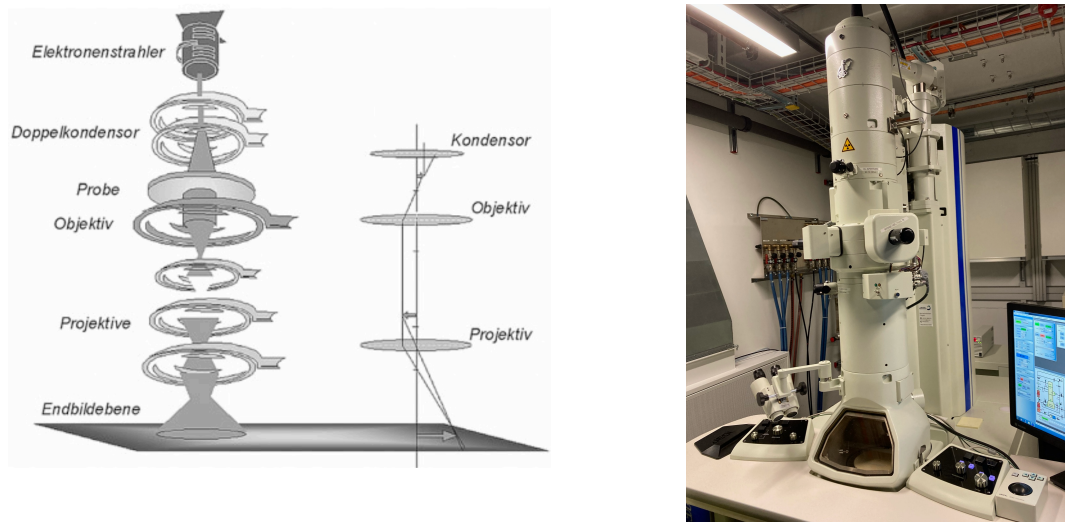 Elektronenstrahler
Doppelkondensor
Kondensor
Probe
Objektiv
Objektiv
Projektive
Projektiv
Endbildebene